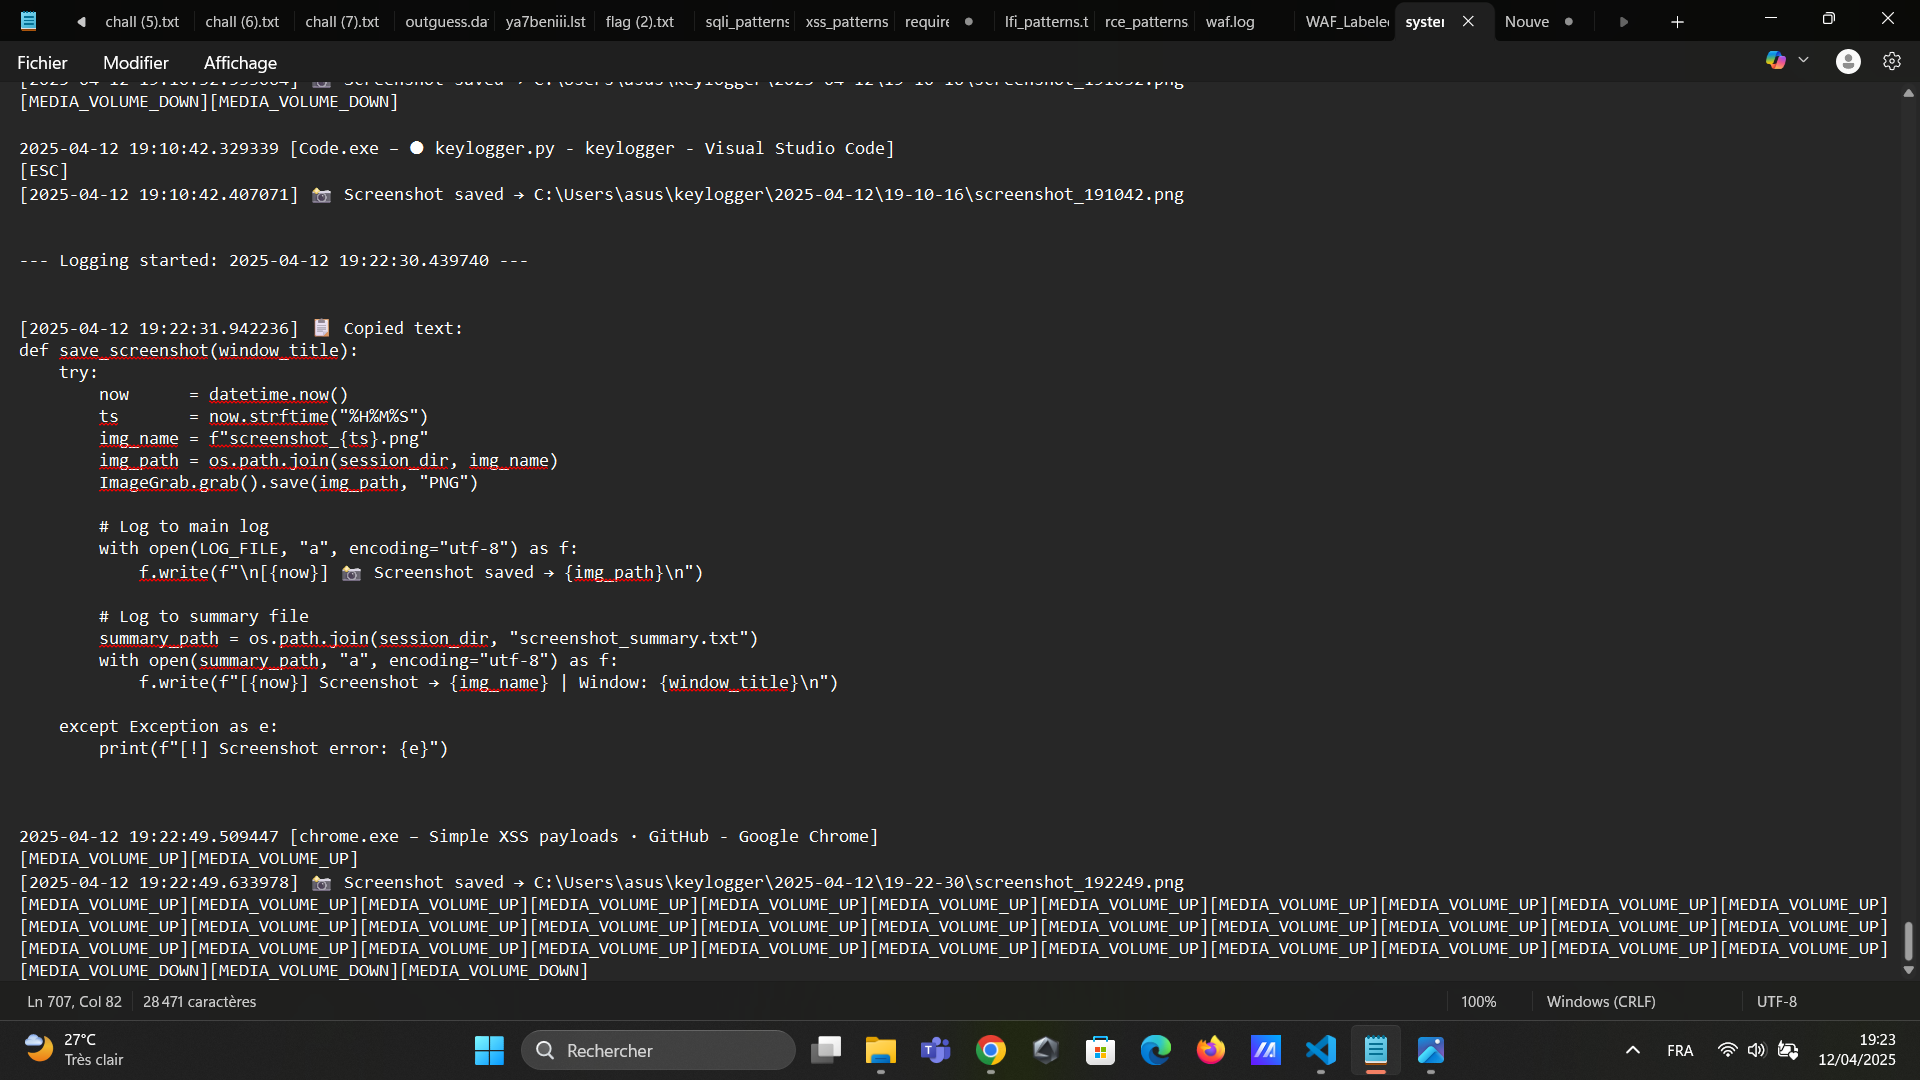 chall (5).txt chall (6).txt chall (7).txt outguess.da ya7beniii.lst flag (2).txt sqli_patterns xss_patterns require lfi_patterns.t rce_patterns waf.log WAF_Labele syster Nouve
Fichier Modifier Affichage
[MEDIA_VOLUME_DOWN][MEDIA_VOLUME_DOWN]
2025-04-12 19:10:42.329339 [Code.exe – ● keylogger.py - keylogger - Visual Studio Code]
[ESC]
[2025-04-12 19:10:42.407071] 📸 Screenshot saved → C:\Users\asus\keylogger\2025-04-12\19-10-16\screenshot_191042.png
--- Logging started: 2025-04-12 19:22:30.439740 ---
[2025-04-12 19:22:31.942236] 📋 Copied text:
def save_screenshot(window_title):
    try:
        now      = datetime.now()
        ts       = now.strftime("%H%M%S")
        img_name = f"screenshot_{ts}.png"
        img_path = os.path.join(session_dir, img_name)
        ImageGrab.grab().save(img_path, "PNG")
        # Log to main log
        with open(LOG_FILE, "a", encoding="utf-8") as f:
            f.write(f"\n[{now}] 📸 Screenshot saved → {img_path}\n")
        # Log to summary file
        summary_path = os.path.join(session_dir, "screenshot_summary.txt")
        with open(summary_path, "a", encoding="utf-8") as f:
            f.write(f"[{now}] Screenshot → {img_name} | Window: {window_title}\n")
    except Exception as e:
        print(f"[!] Screenshot error: {e}")
2025-04-12 19:22:49.509447 [chrome.exe – Simple XSS payloads · GitHub - Google Chrome]
[MEDIA_VOLUME_UP][MEDIA_VOLUME_UP]
[2025-04-12 19:22:49.633978] 📸 Screenshot saved → C:\Users\asus\keylogger\2025-04-12\19-22-30\screenshot_192249.png
[MEDIA_VOLUME_UP][MEDIA_VOLUME_UP][MEDIA_VOLUME_UP][MEDIA_VOLUME_UP][MEDIA_VOLUME_UP][MEDIA_VOLUME_UP][MEDIA_VOLUME_UP][MEDIA_VOLUME_UP][MEDIA_VOLUME_UP][MEDIA_VOLUME_UP][MEDIA_VOLUME_UP]
[MEDIA_VOLUME_UP][MEDIA_VOLUME_UP][MEDIA_VOLUME_UP][MEDIA_VOLUME_UP][MEDIA_VOLUME_UP][MEDIA_VOLUME_UP][MEDIA_VOLUME_UP][MEDIA_VOLUME_UP][MEDIA_VOLUME_UP][MEDIA_VOLUME_UP][MEDIA_VOLUME_UP]
[MEDIA_VOLUME_UP][MEDIA_VOLUME_UP][MEDIA_VOLUME_UP][MEDIA_VOLUME_UP][MEDIA_VOLUME_UP][MEDIA_VOLUME_UP][MEDIA_VOLUME_UP][MEDIA_VOLUME_UP][MEDIA_VOLUME_UP][MEDIA_VOLUME_UP][MEDIA_VOLUME_UP]
[MEDIA_VOLUME_DOWN][MEDIA_VOLUME_DOWN][MEDIA_VOLUME_DOWN]
Ln 707, Col 82 28 471 caractères 100% Windows (CRLF) UTF-8
27°C
Très clair
Rechercher
FRA
19:23
12/04/2025